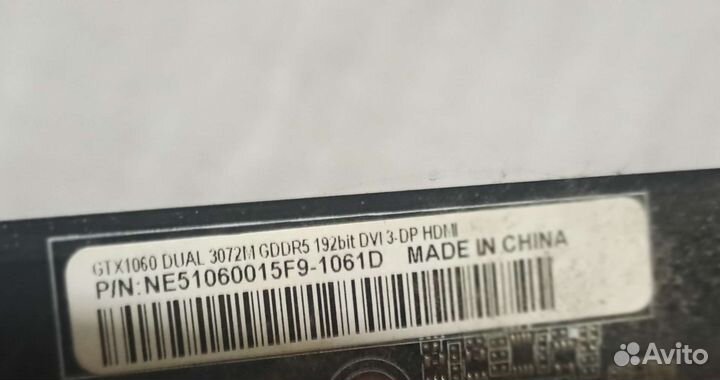 GTX1060 DUAL 3072M GDDR5 192bit DVI 3-DP HDMI
P/N:NE51060015F9-1061D MADE IN CHINA
Avito